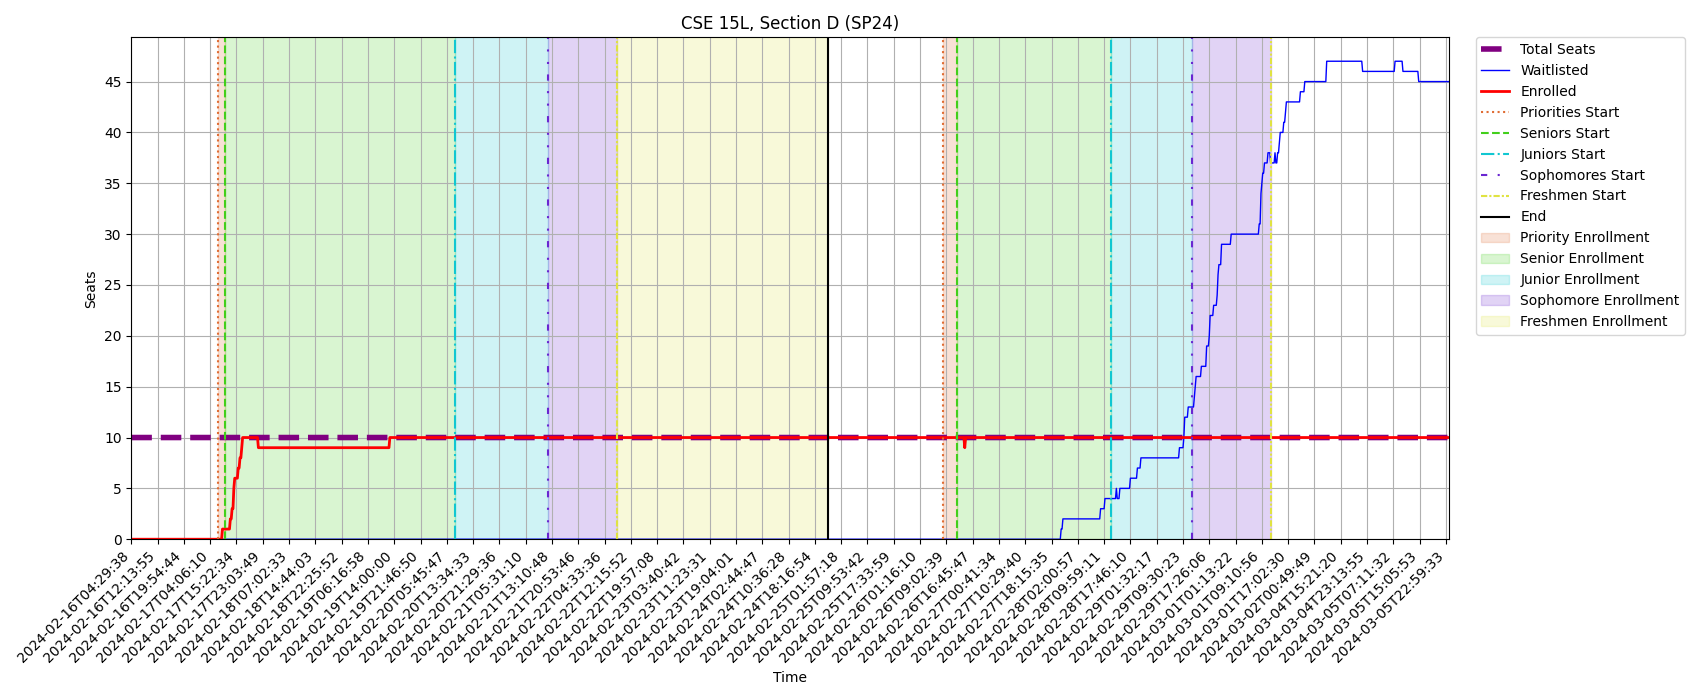 CSE 15L, Section D (SP24)
Seats
45
40
35
30
25
20
15
10
5
0
2024-02-16T04:29:38
2024-02-16T12:13:55
2024-02-16T19:54:44
2024-02-17T04:06:10
2024-02-17T15:22:34
2024-02-17T23:03:49
2024-02-18T07:02:33
2024-02-18T14:44:03
2024-02-18T22:25:52
2024-02-19T06:16:58
2024-02-19T14:00:00
2024-02-19T21:46:50
2024-02-20T05:45:47
2024-02-20T13:34:33
2024-02-20T21:29:36
2024-02-21T05:31:10
2024-02-21T13:10:48
2024-02-21T20:53:46
2024-02-22T04:33:36
2024-02-22T12:15:52
2024-02-22T19:57:08
2024-02-23T03:40:42
2024-02-23T11:23:31
2024-02-23T19:04:01
2024-02-24T02:44:47
2024-02-24T10:36:28
2024-02-24T18:16:54
2024-02-25T01:57:18
2024-02-25T09:53:42
2024-02-25T17:33:59
2024-02-26T01:16:10
2024-02-26T09:02:39
2024-02-26T16:45:47
2024-02-27T00:41:34
2024-02-27T10:29:40
2024-02-27T18:15:35
2024-02-28T02:00:57
2024-02-28T09:59:11
2024-02-28T17:46:10
2024-02-29T01:32:17
2024-02-29T09:30:23
2024-02-29T17:26:06
2024-03-01T01:13:22
2024-03-01T09:10:56
2024-03-01T17:02:30
2024-03-02T00:49:49
2024-03-04T15:21:20
2024-03-04T23:13:55
2024-03-05T07:11:32
2024-03-05T15:05:53
2024-03-05T22:59:33
Time
Total Seats
Waitlisted
Enrolled
Priorities Start
Seniors Start
Juniors Start
Sophomores Start
Freshmen Start
End
Priority Enrollment
Senior Enrollment
Junior Enrollment
Sophomore Enrollment
Freshmen Enrollment